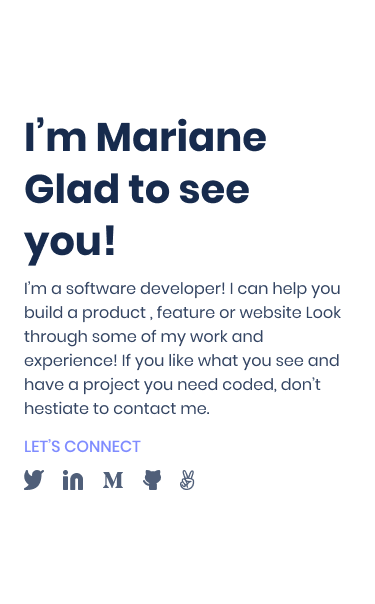 I’m Mariane
Glad to see
you!
I’m a software developer! I can help you
build a product , feature or website Look
through some of my work and
experience! If you like what you see and
have a project you need coded, don’t
hestiate to contact me.
LET’S CONNECT